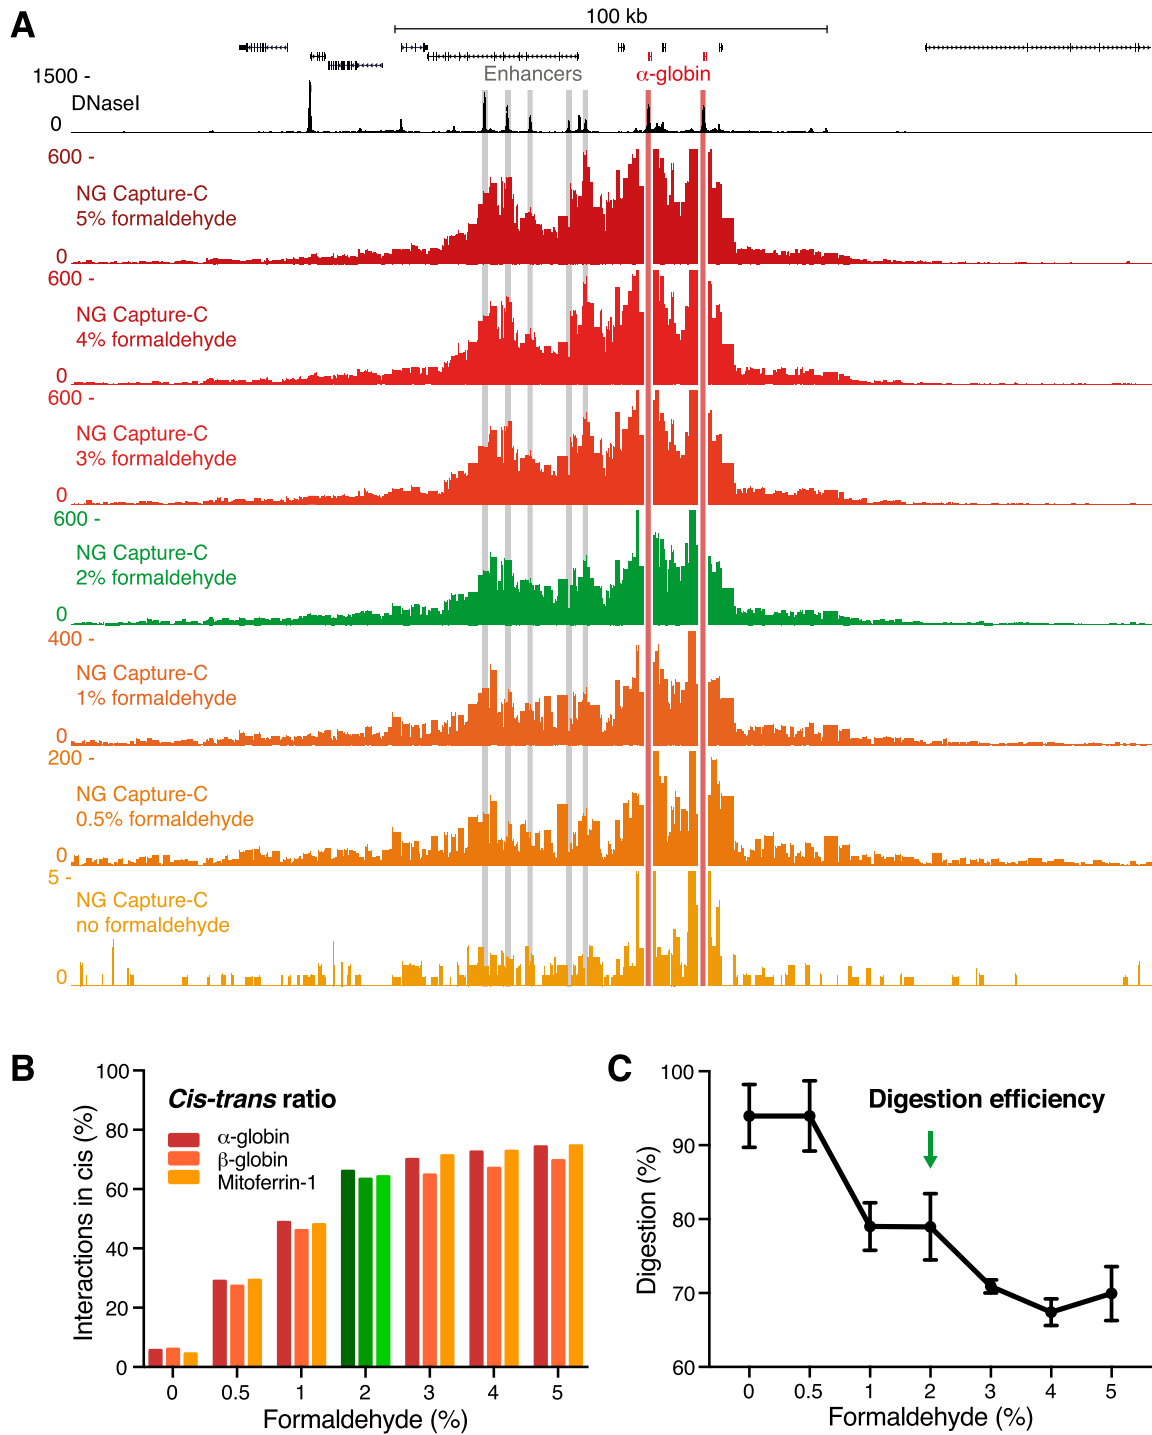 A
100 kb
Enhancers
α-globin
1500 -
DNaseI
0
600 -
NG Capture-C
5% formaldehyde
0
600 -
NG Capture-C
4% formaldehyde
0
600 -
NG Capture-C
3% formaldehyde
0
600 -
NG Capture-C
2% formaldehyde
0
400 -
NG Capture-C
1% formaldehyde
0
200 -
NG Capture-C
0.5% formaldehyde
0
5 -
NG Capture-C
no formaldehyde
0
B
Interactions in cis (%)
100
80
60
40
20
0
Cis-trans ratio
α-globin
β-globin
Mitoferrin-1
0 0.5 1 2 3 4 5
Formaldehyde (%)
C
Digestion (%)
100
90
80
70
60
Digestion efficiency
0 0.5 1 2 3 4 5
Formaldehyde (%)